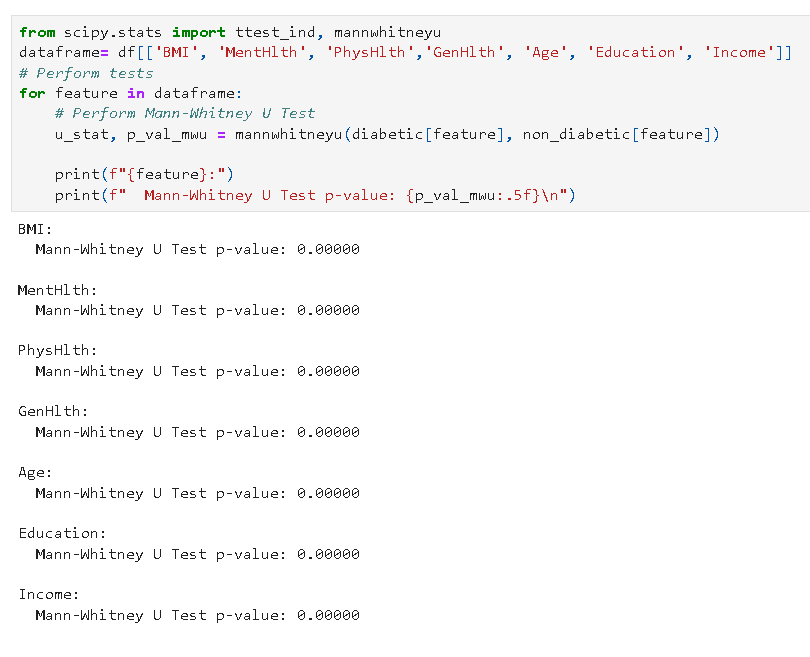 from scipy.stats import ttest_ind, mannwhitneyu
dataframe= df[['BMI', 'MentHlth', 'PhysHlth','GenHlth', 'Age', 'Education', 'Income']]
# Perform tests
for feature in dataframe:
    # Perform Mann-Whitney U Test
    u_stat, p_val_mwu = mannwhitneyu(diabetic[feature], non_diabetic[feature])
    print(f"{feature}:")
    print(f"  Mann-Whitney U Test p-value: {p_val_mwu:.5f}\n")
BMI:
  Mann-Whitney U Test p-value: 0.00000
MentHlth:
  Mann-Whitney U Test p-value: 0.00000
PhysHlth:
  Mann-Whitney U Test p-value: 0.00000
GenHlth:
  Mann-Whitney U Test p-value: 0.00000
Age:
  Mann-Whitney U Test p-value: 0.00000
Education:
  Mann-Whitney U Test p-value: 0.00000
Income:
  Mann-Whitney U Test p-value: 0.00000